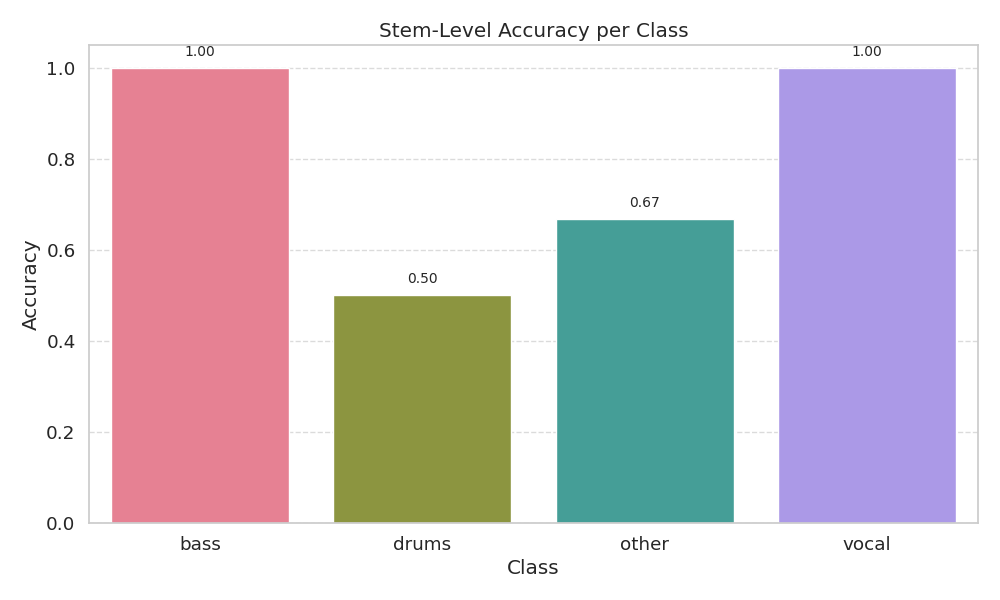 Stem-Level Accuracy per Class
1.00
1.00
1.0
0.8
0.67
0.6
0.50
0.4
0.2
0.0
Accuracy
bass
drums
other
vocal
Class